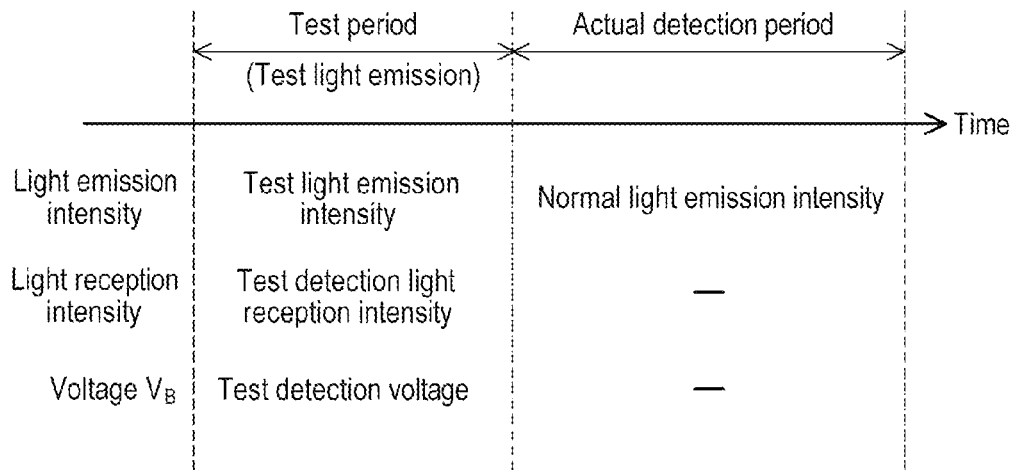 Test period
Actual detection period
(Test light emission)
Time
Light emission
intensity
Test light emission
intensity
Normal light emission intensity
Light reception
intensity
Test detection light
reception intensity
—
Voltage VB
Test detection voltage
—